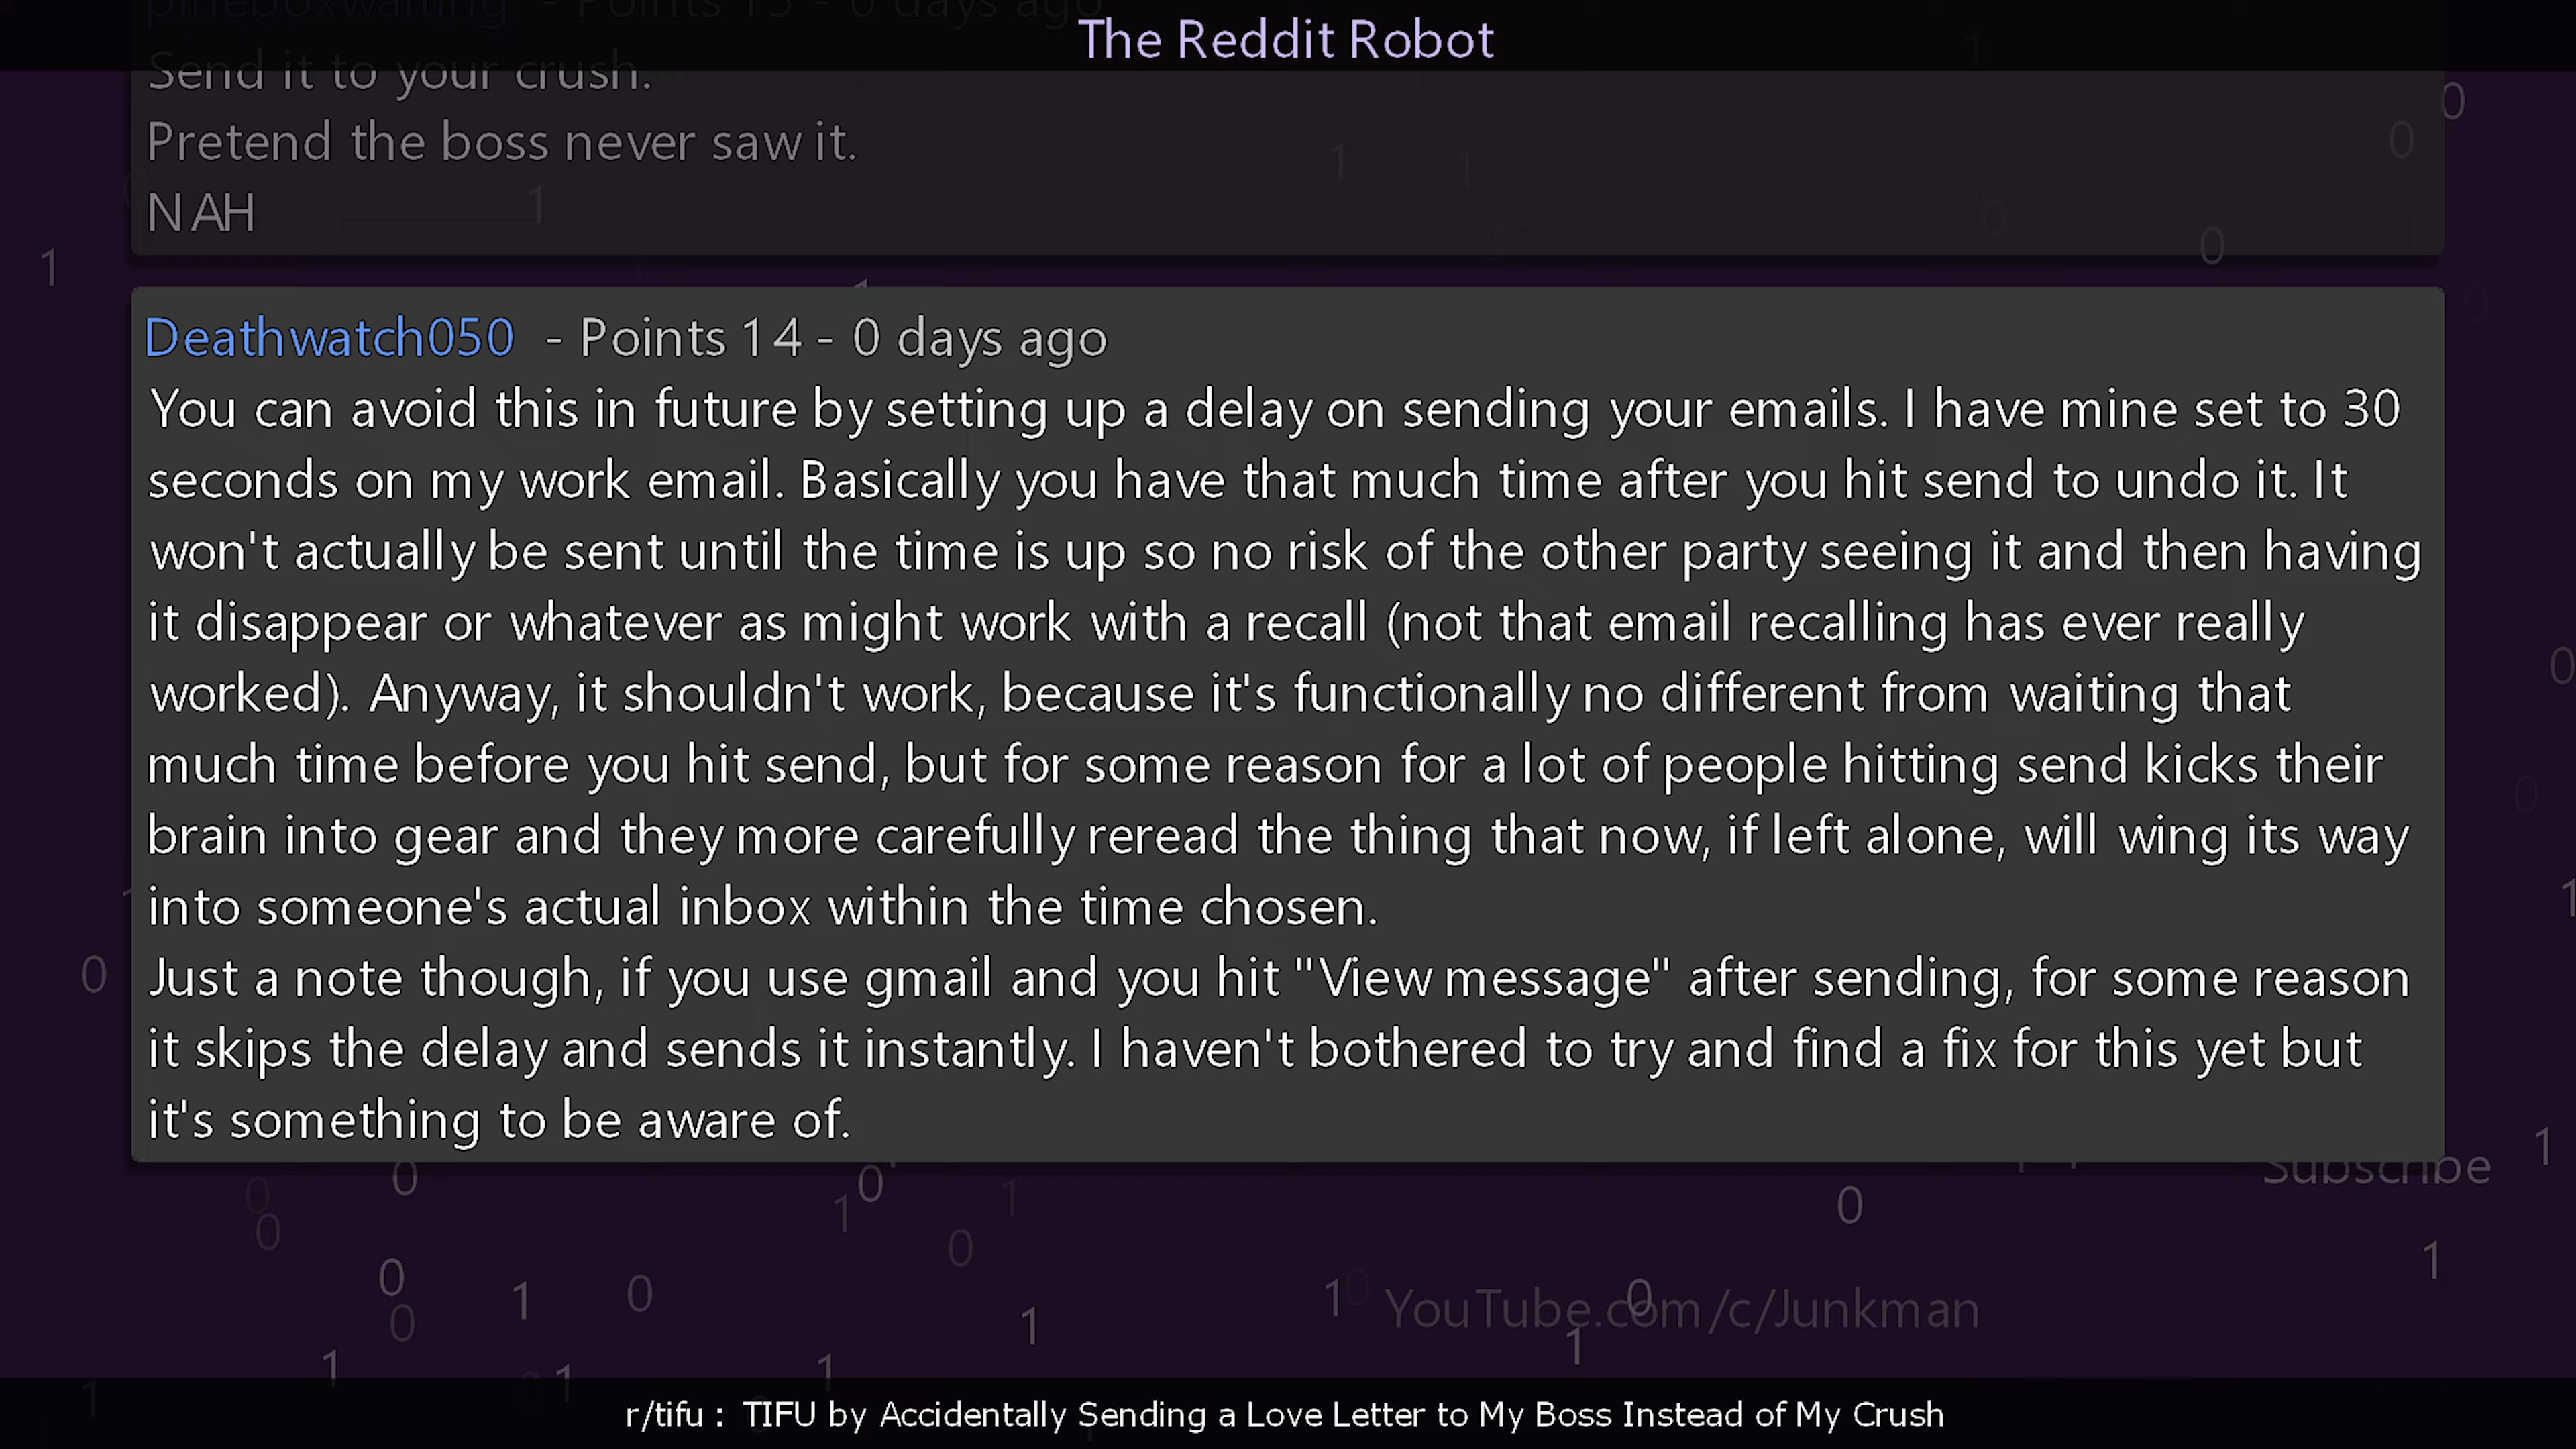 The Reddit Robot
pineboxwaiting - Points 15 - 0 days ago
Send it to your crush.
Pretend the boss never saw it.
NAH
Deathwatch050 - Points 14 - 0 days ago
You can avoid this in future by setting up a delay on sending your emails. I have mine set to 30
seconds on my work email. Basically you have that much time after you hit send to undo it. It
won't actually be sent until the time is up so no risk of the other party seeing it and then having
it disappear or whatever as might work with a recall (not that email recalling has ever really
worked). Anyway, it shouldn't work, because it's functionally no different from waiting that
much time before you hit send, but for some reason for a lot of people hitting send kicks their
brain into gear and they more carefully reread the thing that now, if left alone, will wing its way
into someone's actual inbox within the time chosen.
Just a note though, if you use gmail and you hit "View message" after sending, for some reason
it skips the delay and sends it instantly. I haven't bothered to try and find a fix for this yet but
it's something to be aware of.
Subscribe
YouTube.com/c/Junkman
r/tifu : TIFU by Accidentally Sending a Love Letter to My Boss Instead of My Crush